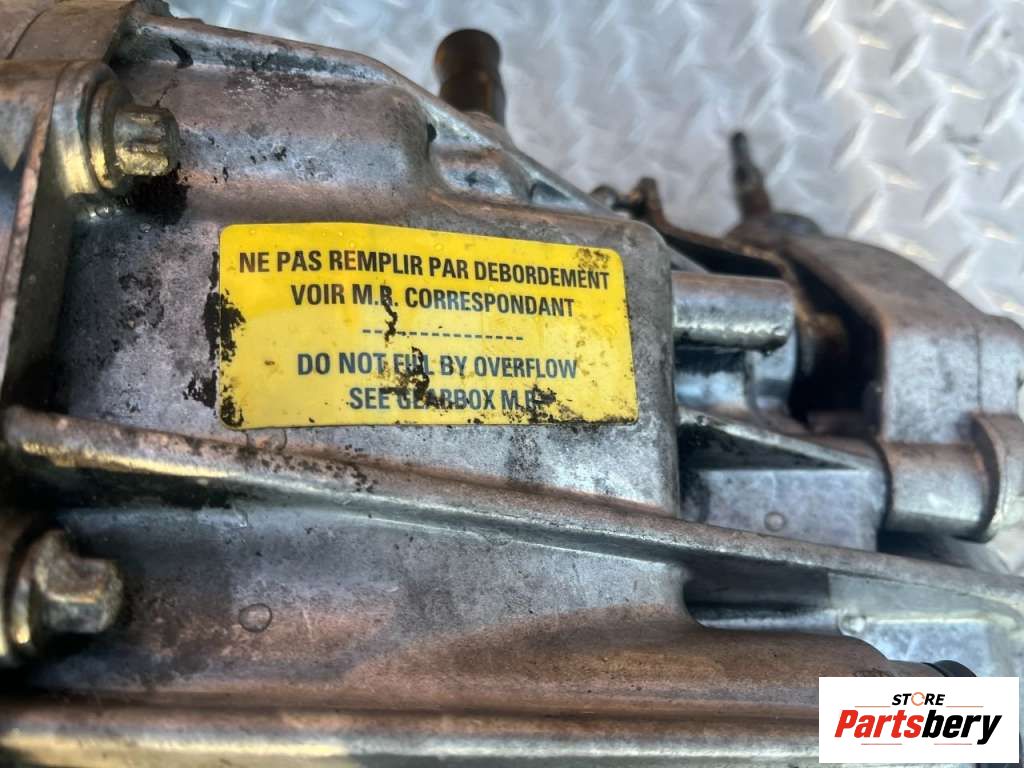 NE PAS REMPLIR PAR DEBORDEMENT
VOIR M.R. CORRESPONDANT
-----------------
DO NOT FILL BY OVERFLOW
SEE GEARBOX M.R.
STORE
Partsbery